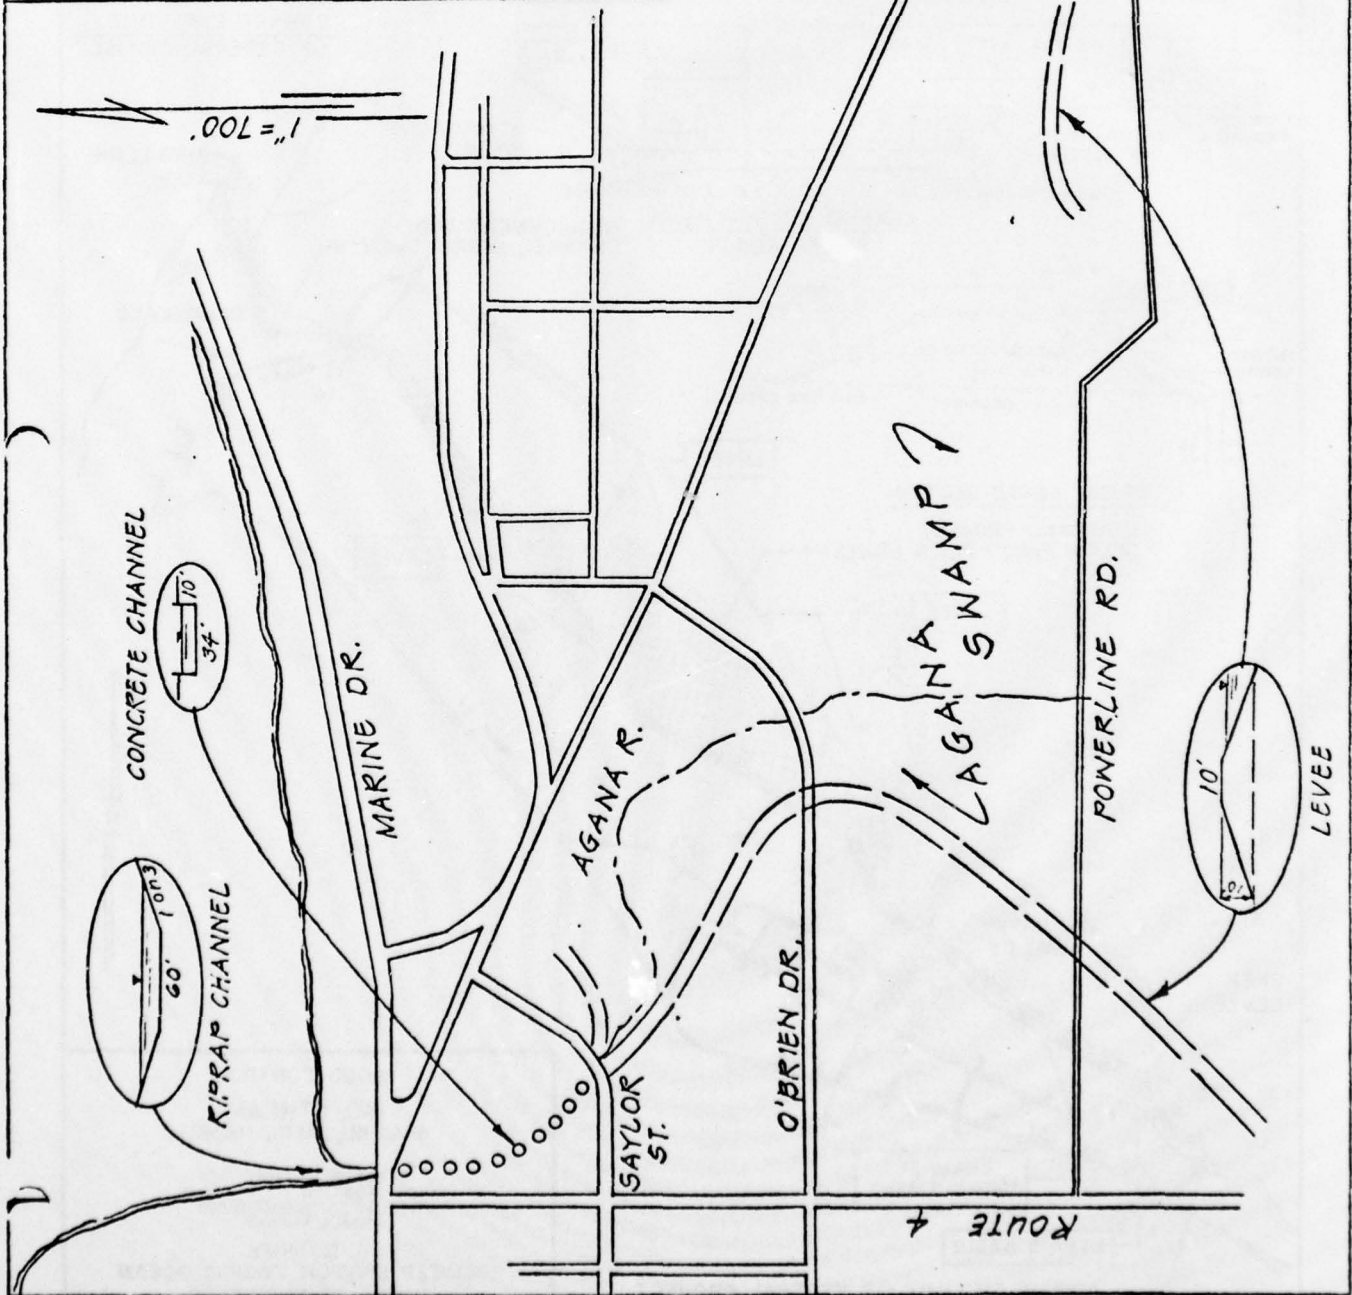 1" = 700'
CONCRETE CHANNEL
10'
34'
RIPRAP CHANNEL
1 ON 3
60'
MARINE DR.
AGANA R.
AGANA
SWAMP
SAYLOR
ST.
O'BRIEN DR.
POWERLINE RD.
ROUTE 4
10'
10'
LEVEE